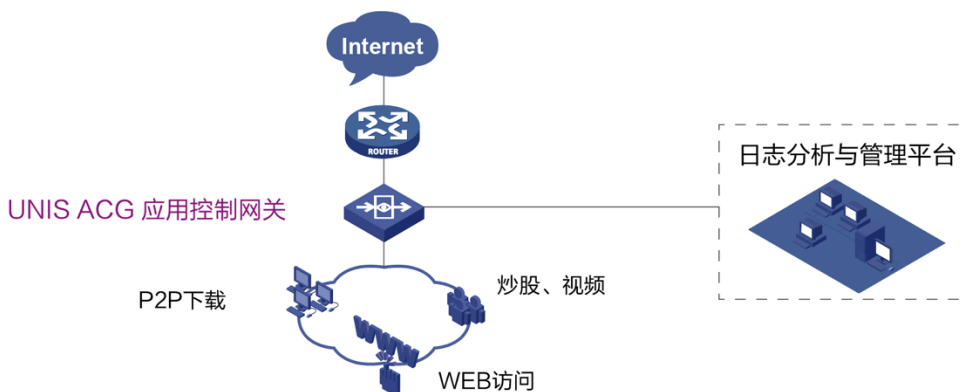 Internet
ROUTER
日志分析与管理平台
UNIS ACG 应用控制网关
炒股、视频
P2P下载
WWW
WEB访问